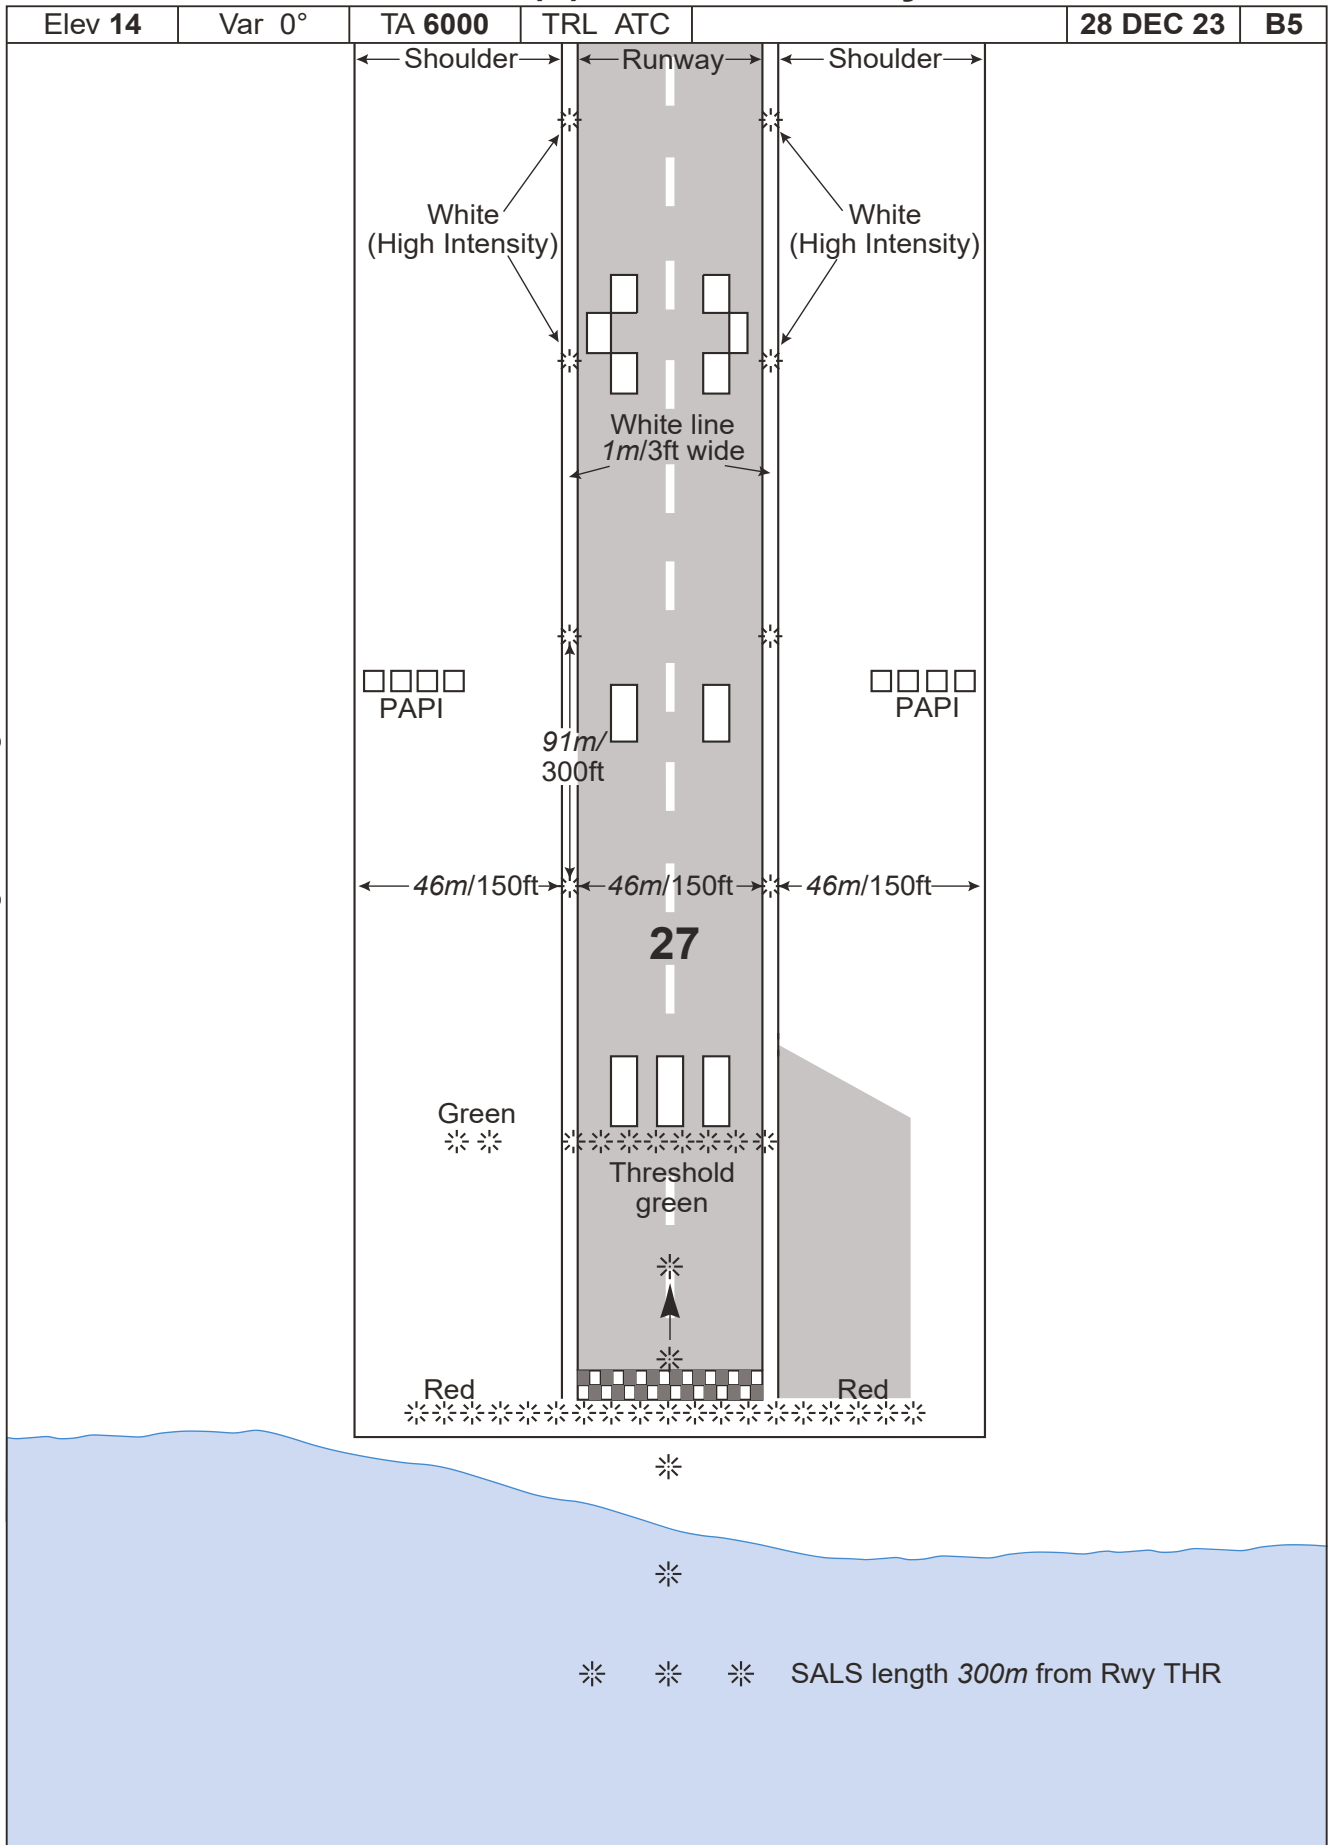 Elev 14 Var 0° TA 6000 TRL ATC 28 DEC 23 B5
Shoulder Runway Shoulder
White
(High Intensity)
White
(High Intensity)
White line
1m/3ft wide
PAPI
PAPI
91m/
300ft
46m/150ft 46m/150ft 46m/150ft
27
Green
Threshold
green
Red Red
SALS length 300m from Rwy THR